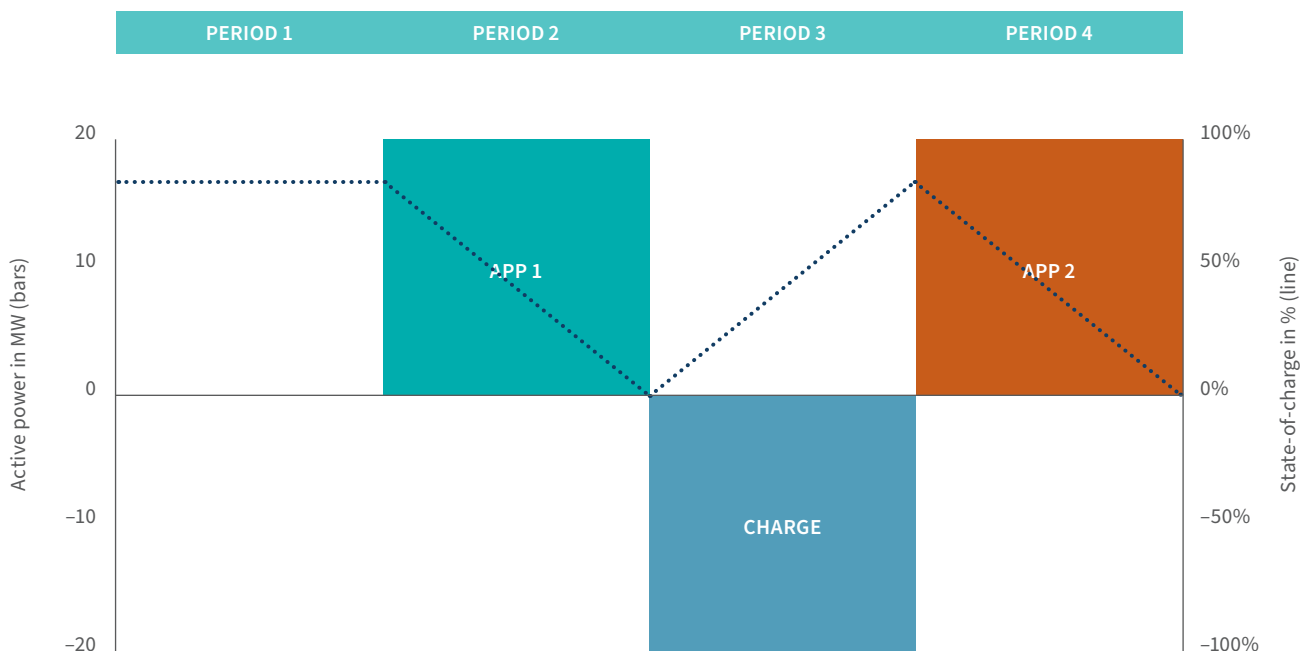 PERIOD 1
PERIOD 2
PERIOD 3
PERIOD 4
20
10
0
–10
–20
Active power in MW (bars)
APP 1
CHARGE
APP 2
100%
50%
0%
–50%
–100%
State-of-charge in % (line)